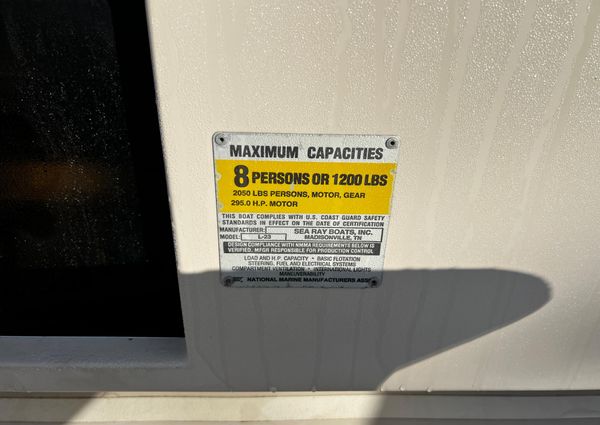 MAXIMUM CAPACITIES
8 PERSONS OR 1200 LBS
2050 LBS PERSONS, MOTOR, GEAR
295.0 H.P. MOTOR
THIS BOAT COMPLIES WITH U.S. COAST GUARD SAFETY
STANDARDS IN EFFECT ON THE DATE OF CERTIFICATION
MANUFACTURER: SEA RAY BOATS, INC.
MODEL: L-23 MADISONVILLE, TN
DESIGN COMPLIANCE WITH NMMA REQUIREMENTS BELOW IS
VERIFIED. MFGR RESPONSIBLE FOR PRODUCTION CONTROL
LOAD AND H.P. CAPACITY • BASIC FLOTATION
STEERING, FUEL AND ELECTRICAL SYSTEMS
COMPARTMENT VENTILATION • INTERNATIONAL LIGHTS
MANEUVERABILITY
NATIONAL MARINE MANUFACTURERS ASSO